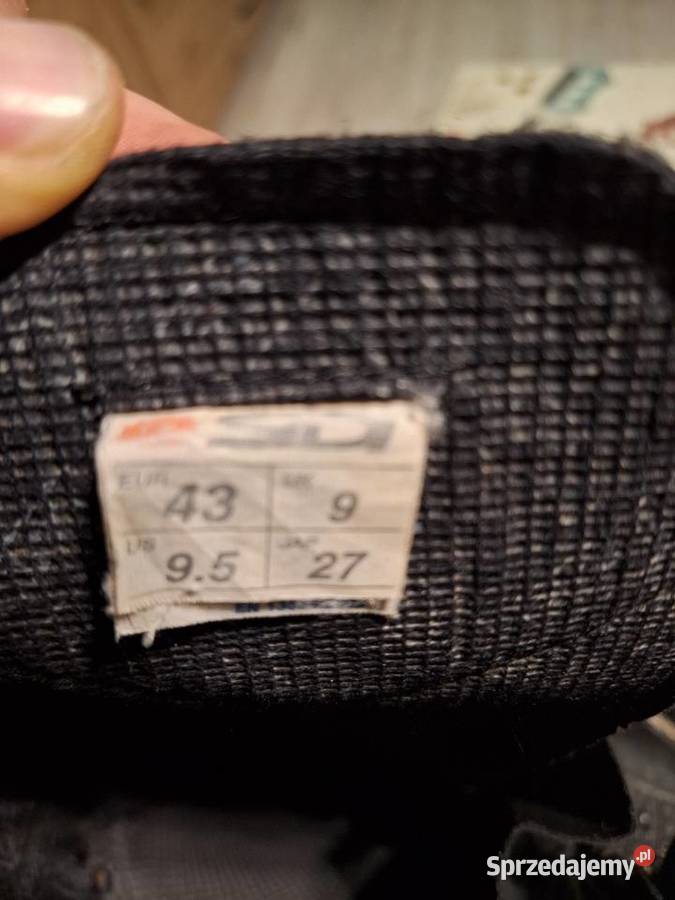 SIDI
EUR 43 UK 9
US 9.5 JAP 27
Sprzedajemy.pl